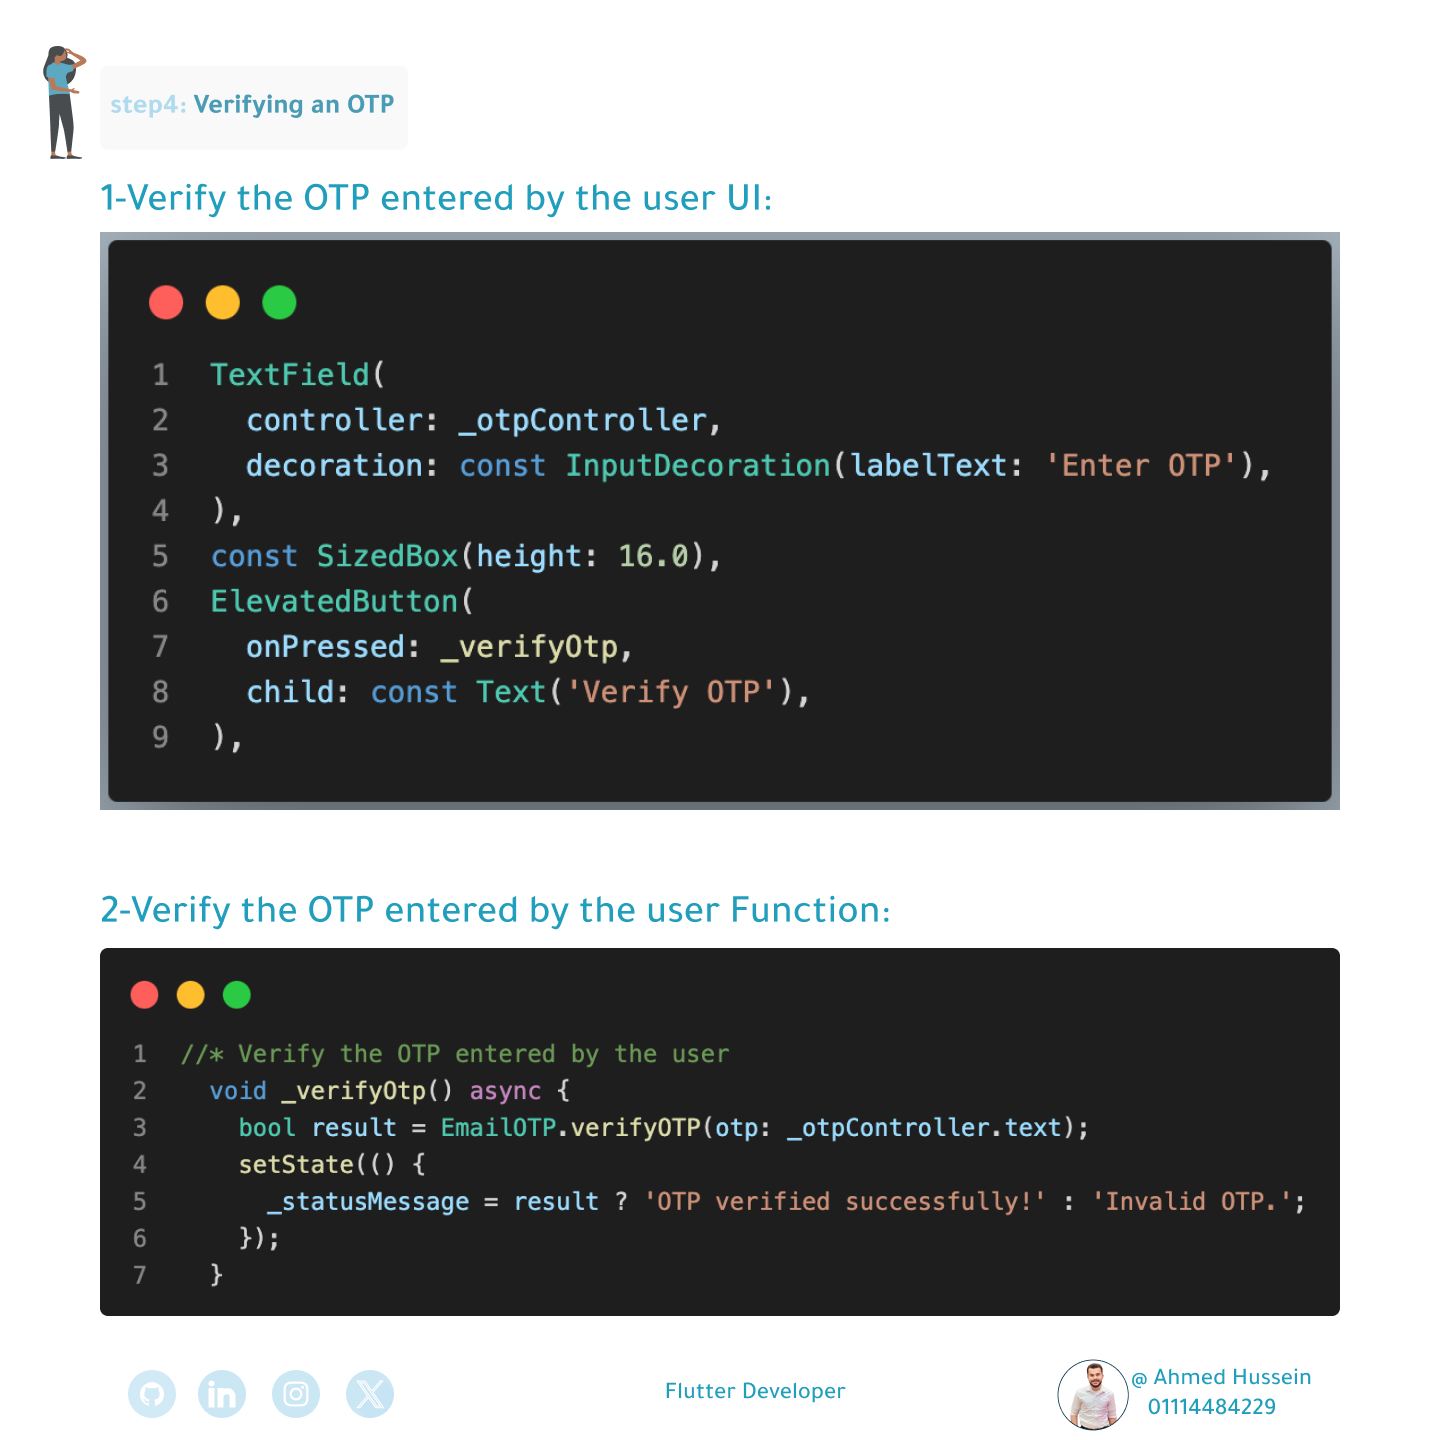 step4: Verifying an OTP
1-Verify the OTP entered by the user UI:
1 TextField(
2 controller: _otpController,
3 decoration: const InputDecoration(labelText: 'Enter OTP'),
4 ),
5 const SizedBox(height: 16.0),
6 ElevatedButton(
7 onPressed: _verifyOtp,
8 child: const Text('Verify OTP'),
9 ),
2-Verify the OTP entered by the user Function:
1 //* Verify the OTP entered by the user
2 void _verifyOtp() async {
3 bool result = EmailOTP.verifyOTP(otp: _otpController.text);
4 setState(() {
5 _statusMessage = result ? 'OTP verified successfully!' : 'Invalid OTP.';
6 });
7 }
in
Flutter Developer
@ Ahmed Hussein
01114484229